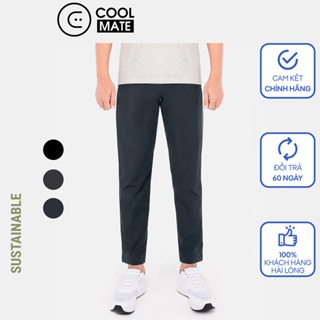 COOL
MATE
SUSTAINABLE
CAM KẾT
CHÍNH HÃNG
ĐỔI TRẢ
60 NGÀY
100%
KHÁCH HÀNG
HÀI LÒNG